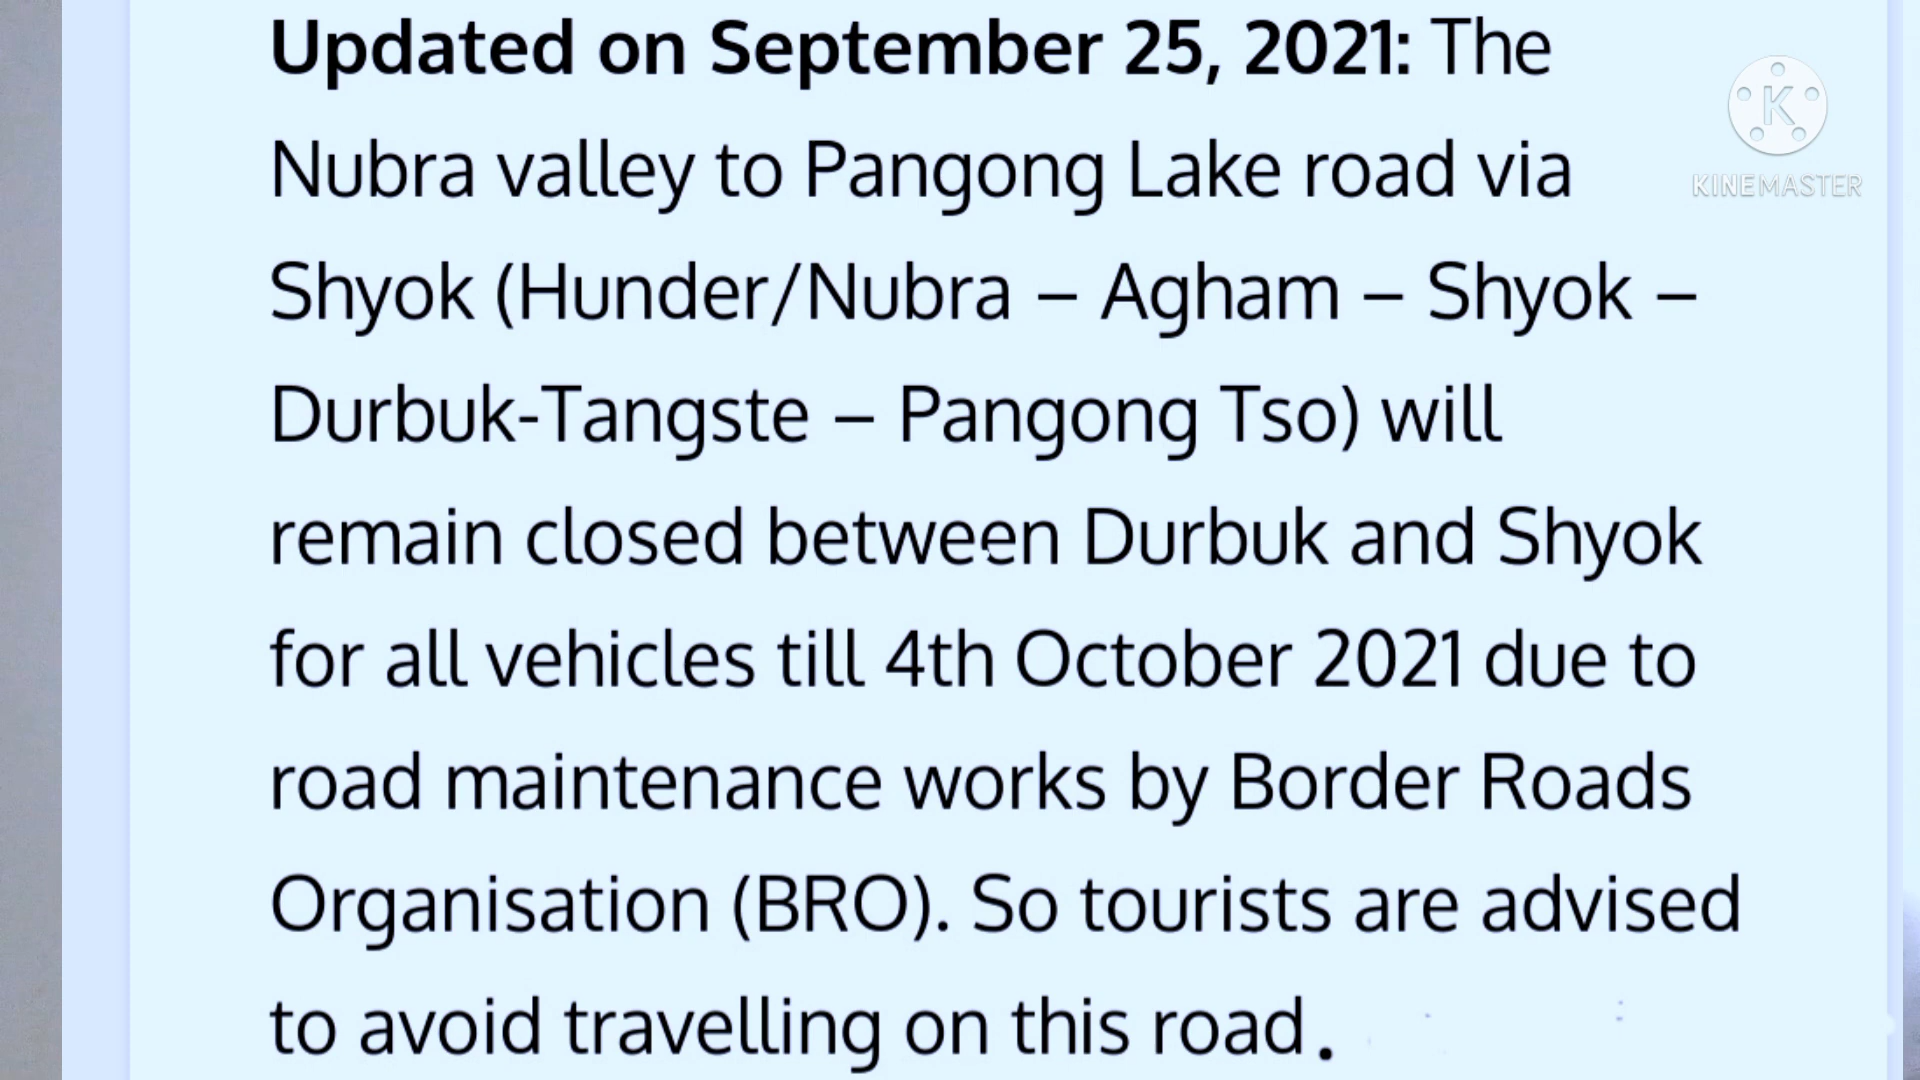 Updated on September 25, 2021: The
Nubra valley to Pangong Lake road via
Shyok (Hunder/Nubra – Agham – Shyok –
Durbuk-Tangste – Pangong Tso) will
remain closed between Durbuk and Shyok
for all vehicles till 4th October 2021 due to
road maintenance works by Border Roads
Organisation (BRO). So tourists are advised
to avoid travelling on this road.
K
KINEMASTER